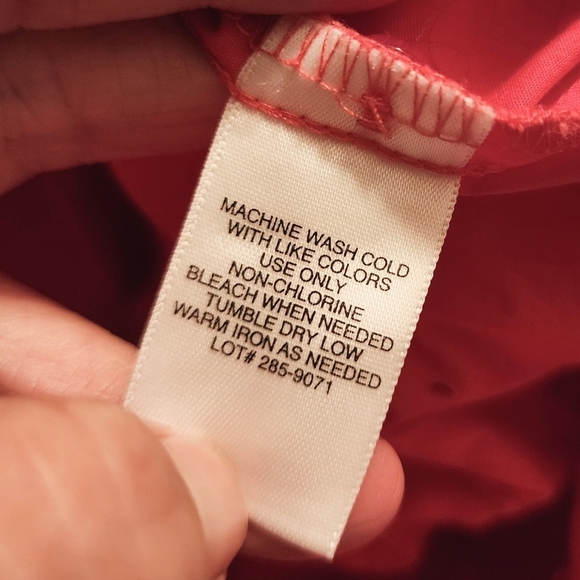 MACHINE WASH COLD
WITH LIKE COLORS
USE ONLY
NON-CHLORINE
BLEACH WHEN NEEDED
TUMBLE DRY LOW
WARM IRON AS NEEDED
LOT# 285-9071